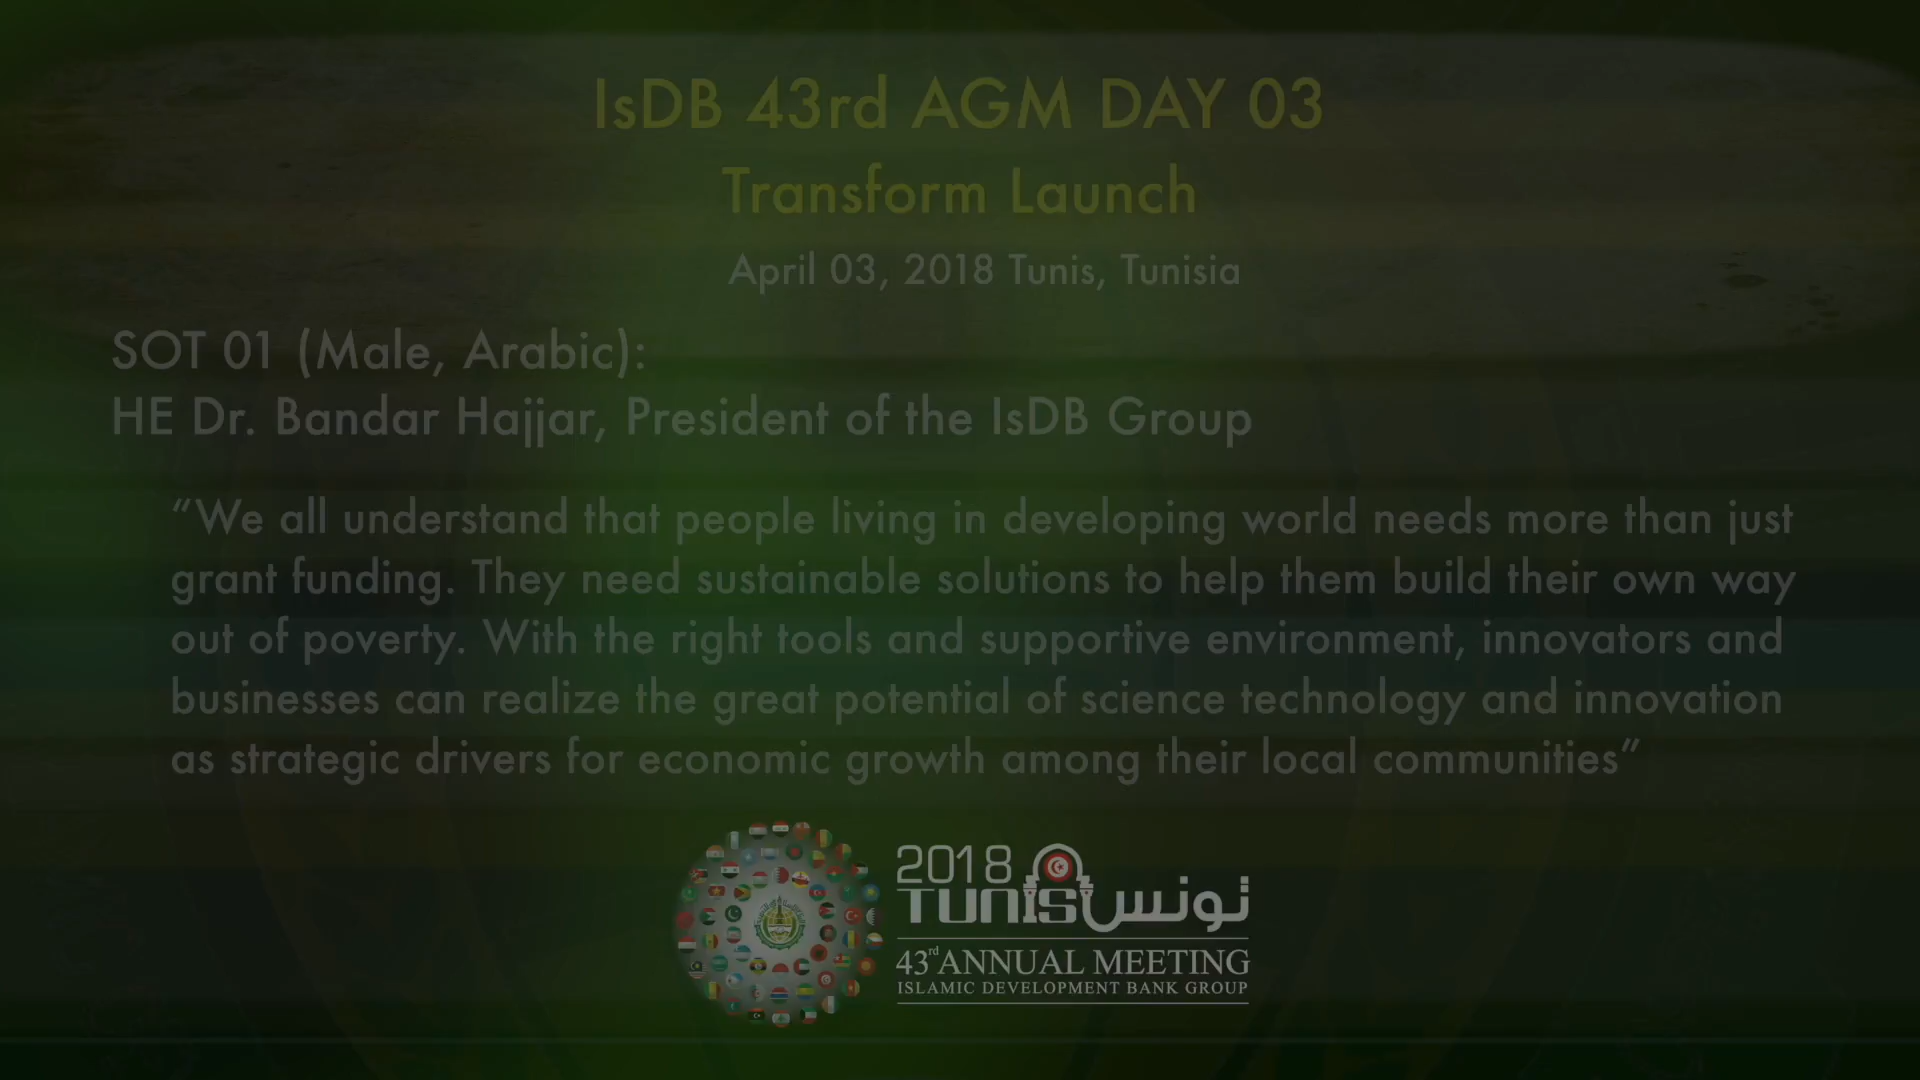 IsDB 43rd AGM DAY 03
Transform Launch
April 03, 2018 Tunis, Tunisia
SOT 01 (Male, Arabic):
HE Dr. Bandar Hajjar, President of the IsDB Group
“We all understand that people living in developing world needs more than just
grant funding. They need sustainable solutions to help them build their own way
out of poverty. With the right tools and supportive environment, innovators and
businesses can realize the great potential of science technology and innovation
as strategic drivers for economic growth among their local communities”
2018
TUNIS تونس
43rd ANNUAL MEETING
ISLAMIC DEVELOPMENT BANK GROUP